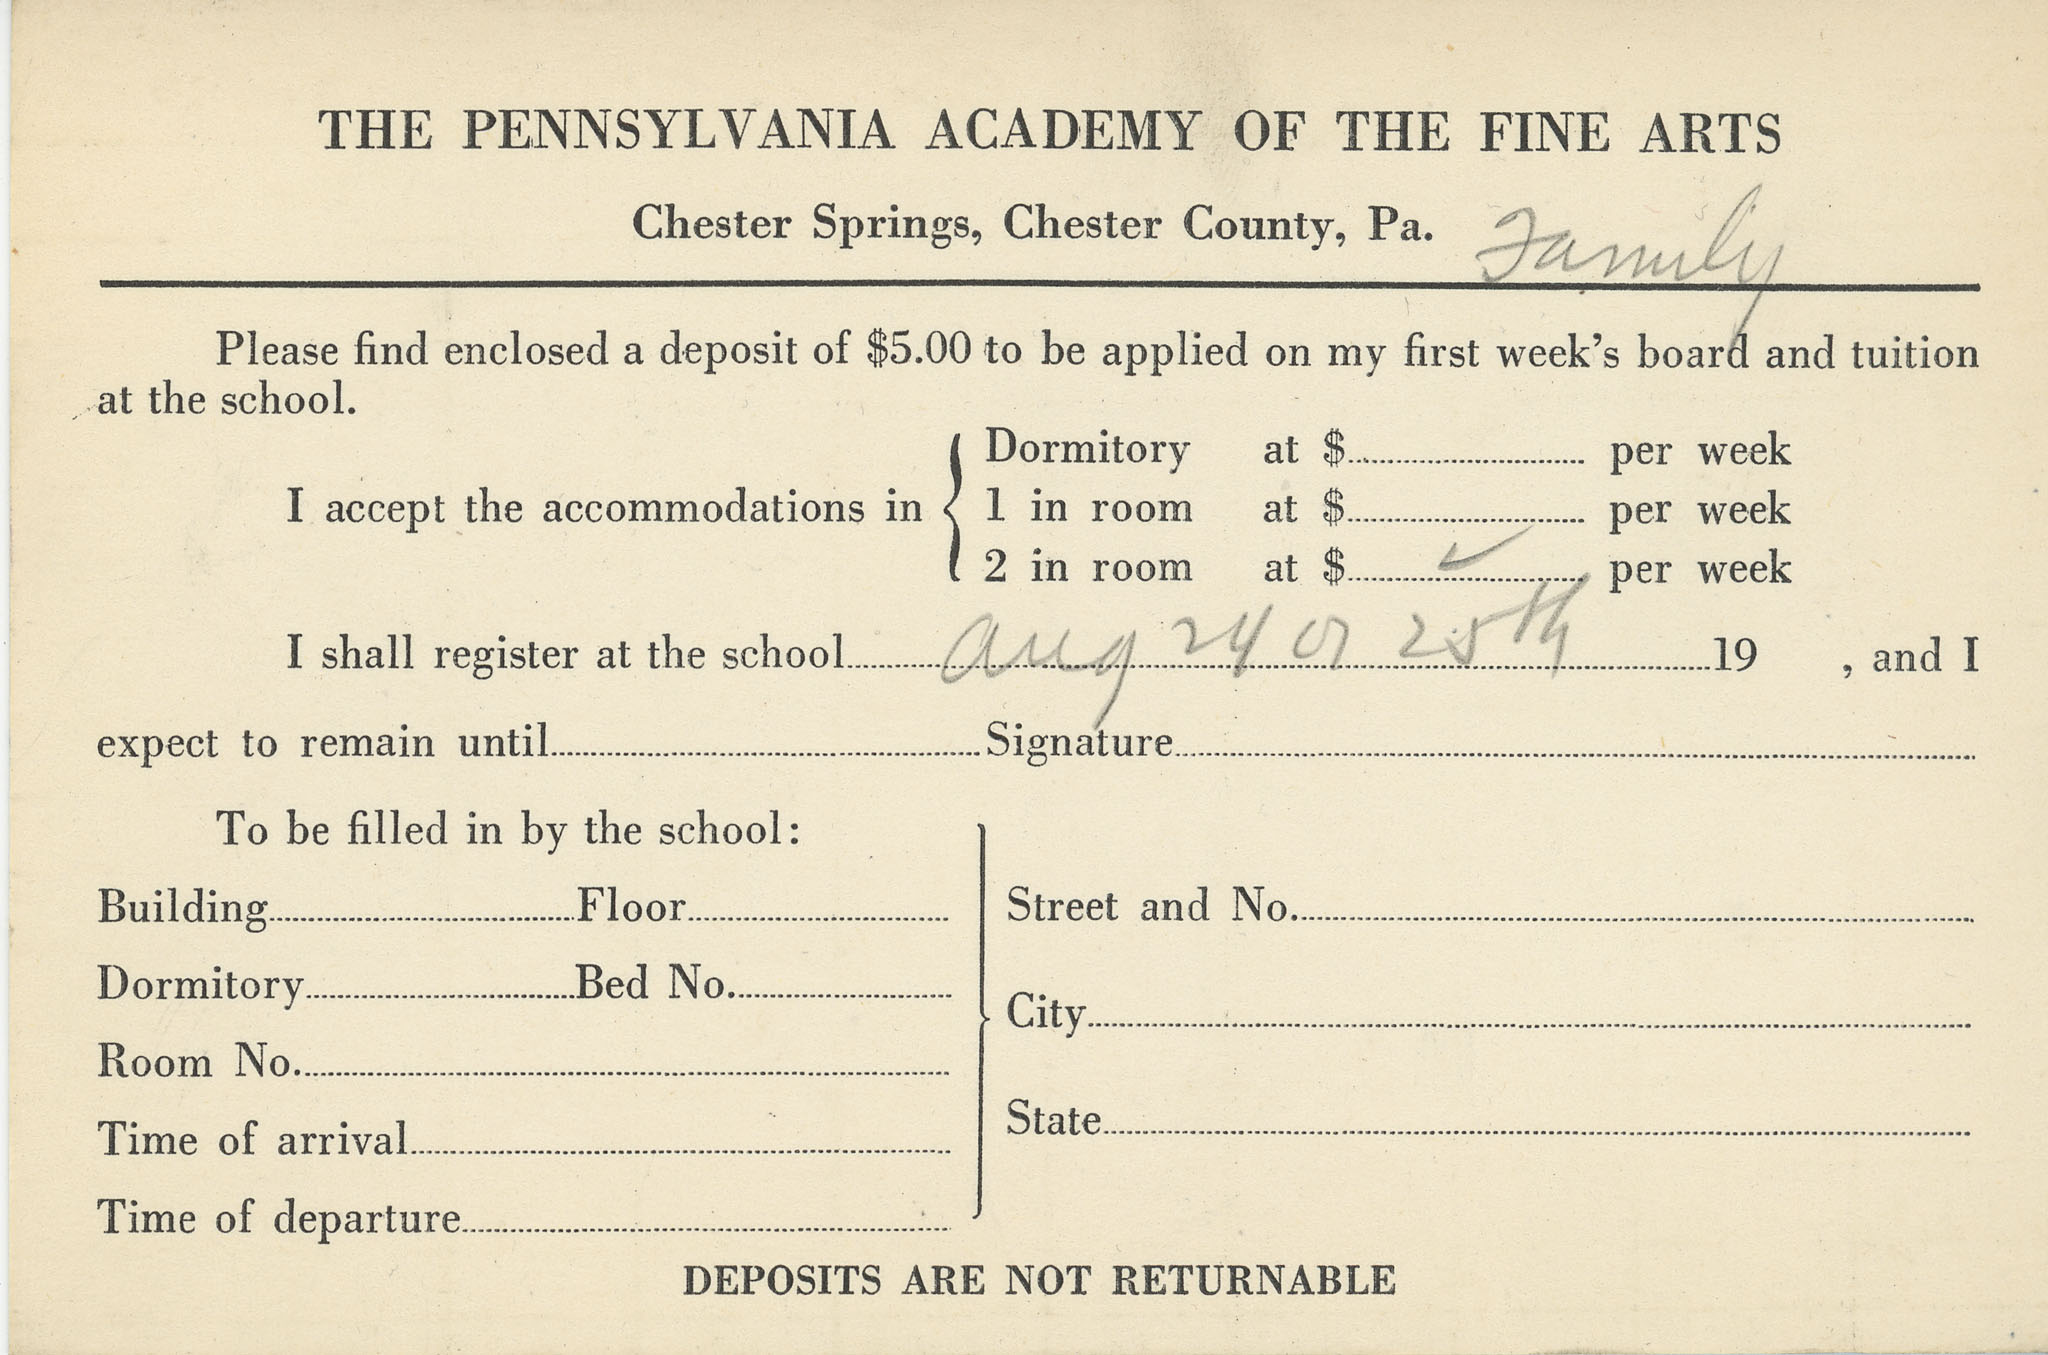 THE PENNSYLVANIA ACADEMY OF THE FINE ARTS
Chester Springs, Chester County, Pa. Family
Please find enclosed a deposit of $5.00 to be applied on my first week's board and tuition
at the school.
I accept the accommodations in { Dormitory at $ per week
1 in room at $ per week
2 in room at $ ✓ per week
I shall register at the school Aug 24 or 25th 19 , and I
expect to remain until Signature
To be filled in by the school:
Building Floor
Dormitory Bed No.
Room No.
Time of arrival
Time of departure
Street and No.
City
State
DEPOSITS ARE NOT RETURNABLE